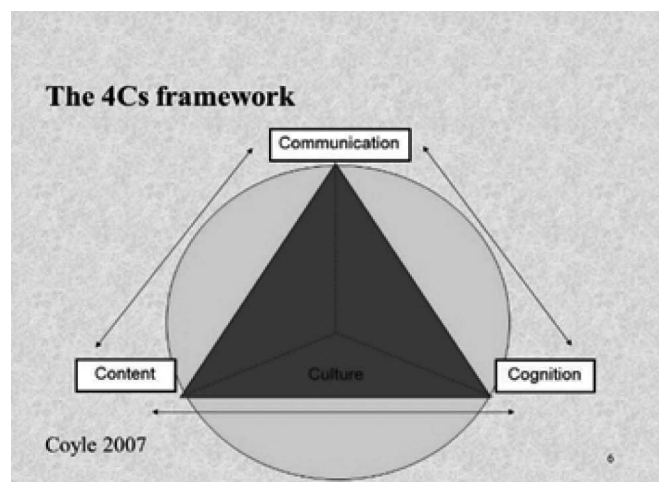 The 4Cs framework
Communication
Content
Culture
Cognition
Coyle 2007
6